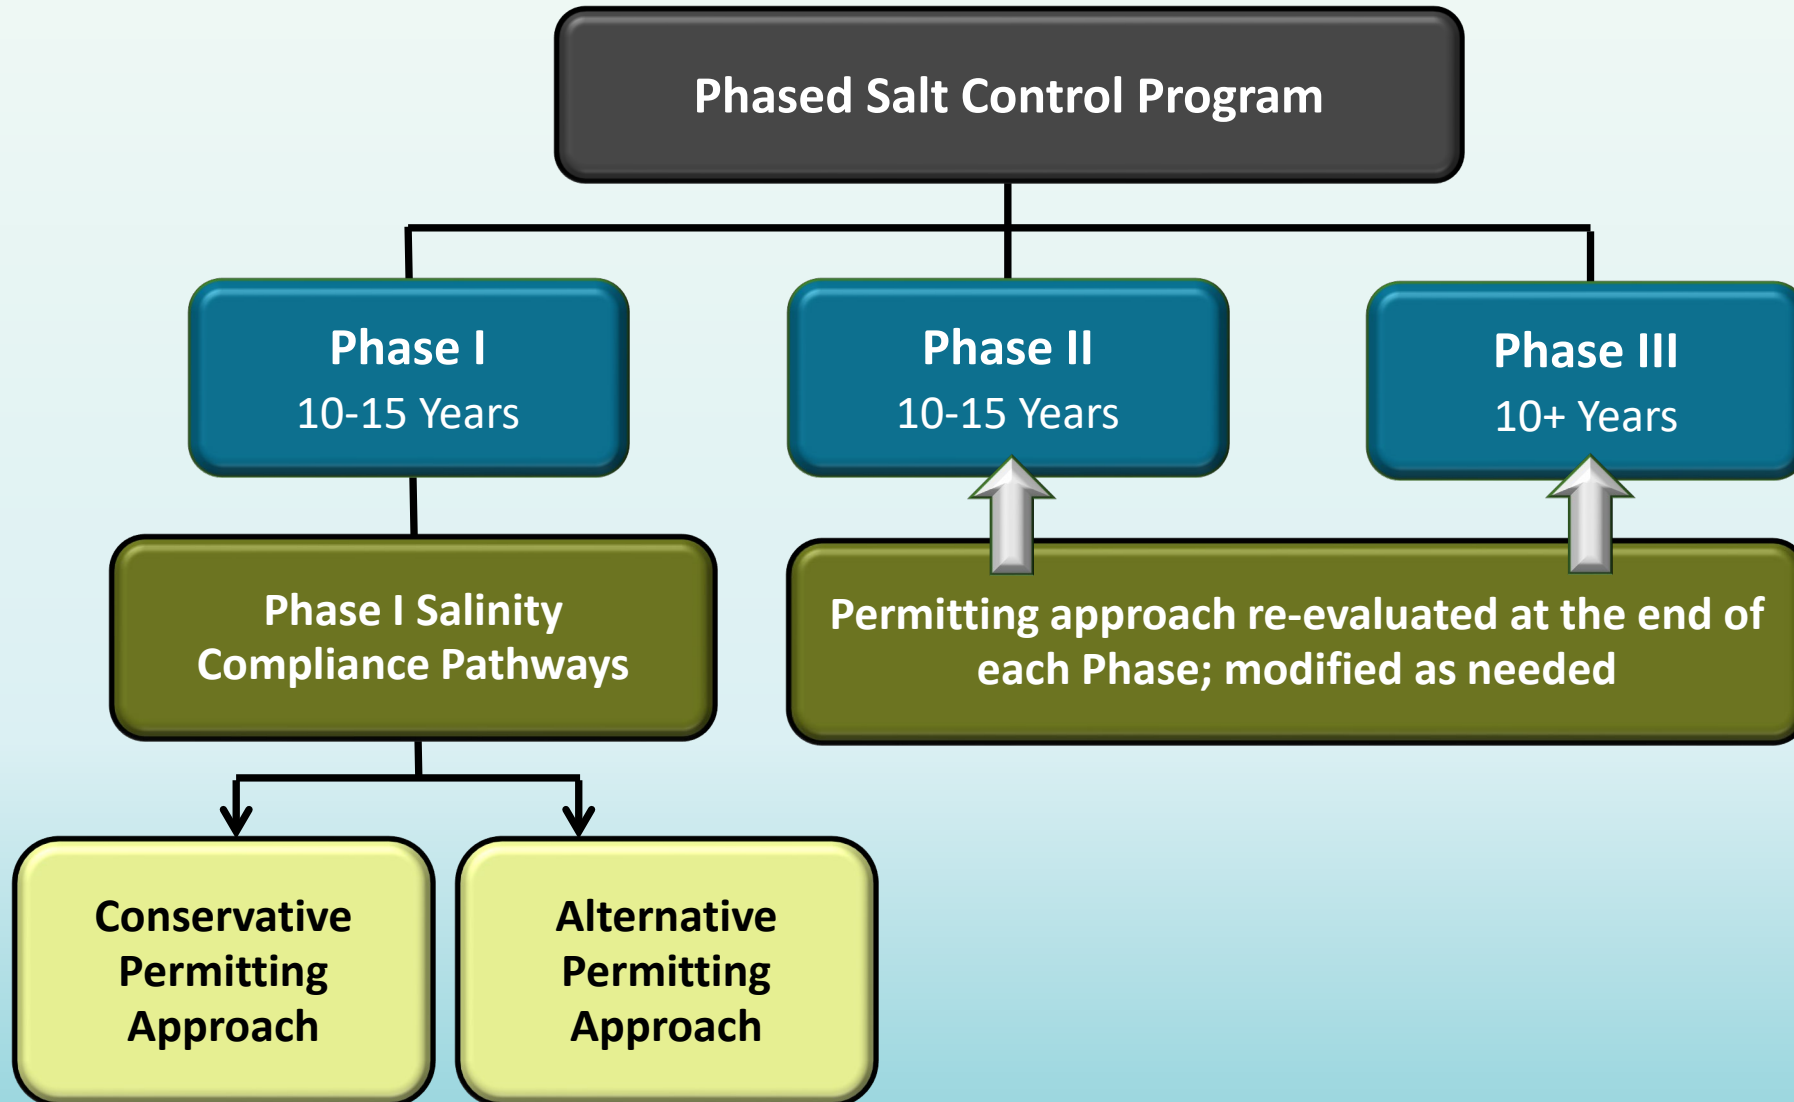 Phased Salt Control Program
Phase I
10-15 Years
Phase II
10-15 Years
Phase III
10+ Years
Phase I Salinity
Compliance Pathways
Permitting approach re-evaluated at the end of
each Phase; modified as needed
Conservative
Permitting
Approach
Alternative
Permitting
Approach